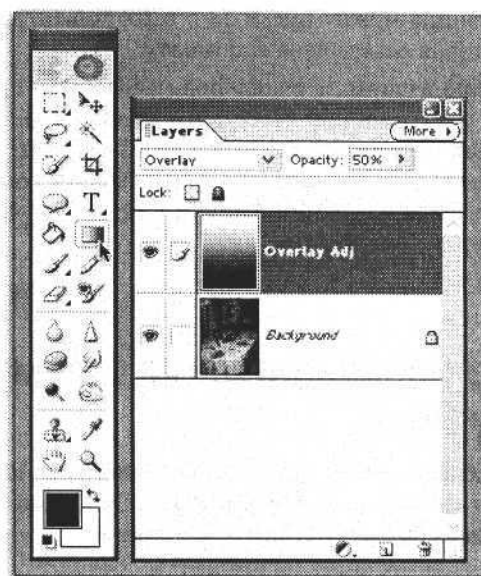 Layers
More
Overlay
Opacity: 50%
Lock:
Overlay Adj
Background